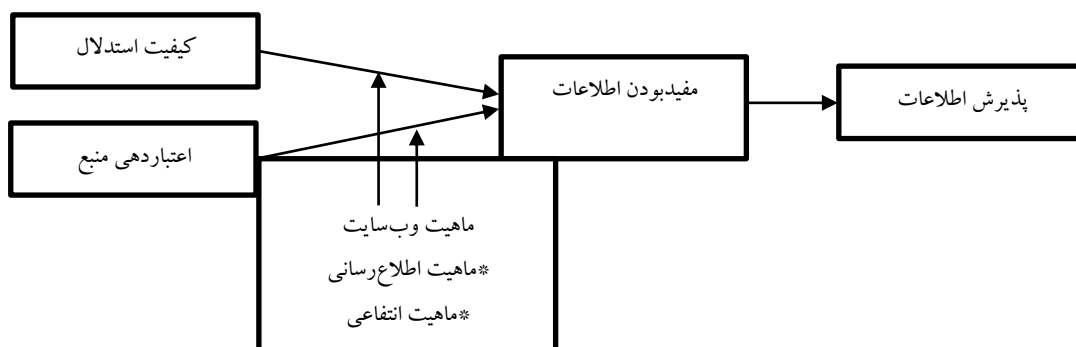 کیفیت استدلال
مفیدبودن اطلاعات
پذیرش اطلاعات
اعتباردهی منبع
ماهیت وب‌سایت
*ماهیت اطلاع‌رسانی
*ماهیت انتفاعی